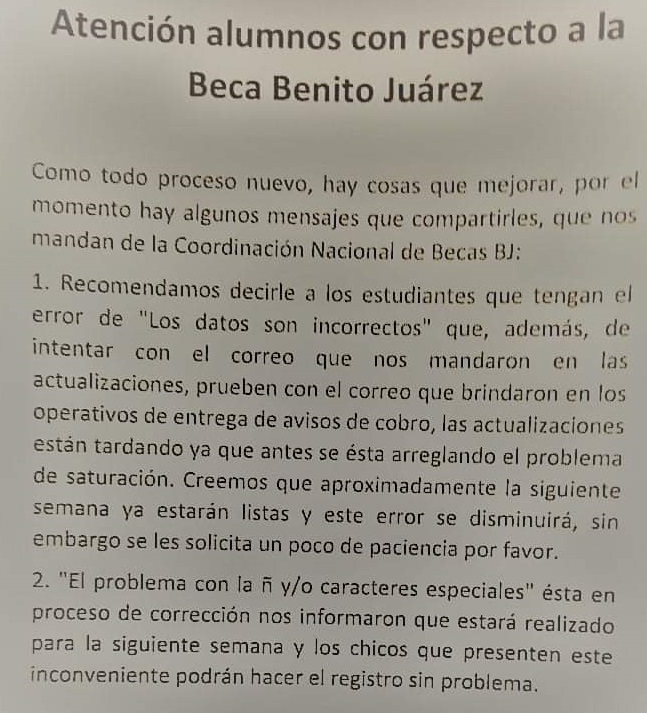 Atención alumnos con respecto a la
Beca Benito Juárez
Como todo proceso nuevo, hay cosas que mejorar, por el
momento hay algunos mensajes que compartirles, que nos
mandan de la Coordinación Nacional de Becas BJ:
1. Recomendamos decirle a los estudiantes que tengan el
error de "Los datos son incorrectos" que, además, de
intentar con el correo que nos mandaron en las
actualizaciones, prueben con el correo que brindaron en los
operativos de entrega de avisos de cobro, las actualizaciones
están tardando ya que antes se ésta arreglando el problema
de saturación. Creemos que aproximadamente la siguiente
semana ya estarán listas y este error se disminuirá, sin
embargo se les solicita un poco de paciencia por favor.
2. "El problema con la ñ y/o caracteres especiales" ésta en
proceso de corrección nos informaron que estará realizado
para la siguiente semana y los chicos que presenten este
inconveniente podrán hacer el registro sin problema.